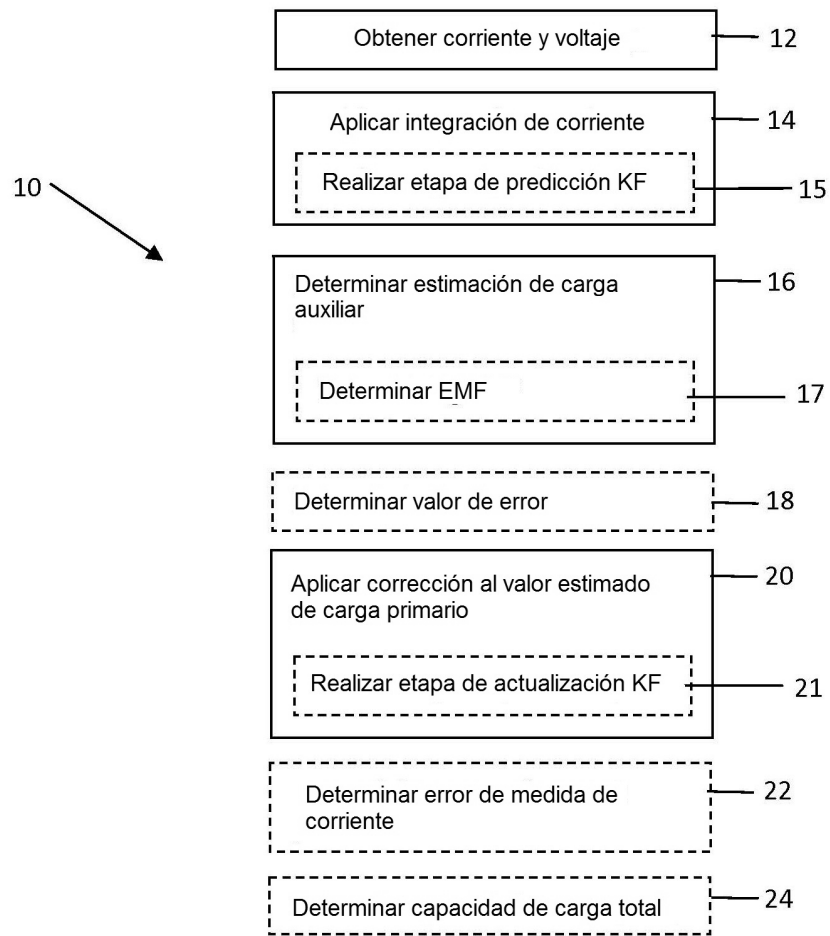 Obtener corriente y voltaje
12
Aplicar integración de corriente
14
Realizar etapa de predicción KF
15
10
Determinar estimación de carga
auxiliar
16
Determinar EMF
17
Determinar valor de error
18
Aplicar corrección al valor estimado
de carga primario
20
Realizar etapa de actualización KF
21
Determinar error de medida de
corriente
22
Determinar capacidad de carga total
24